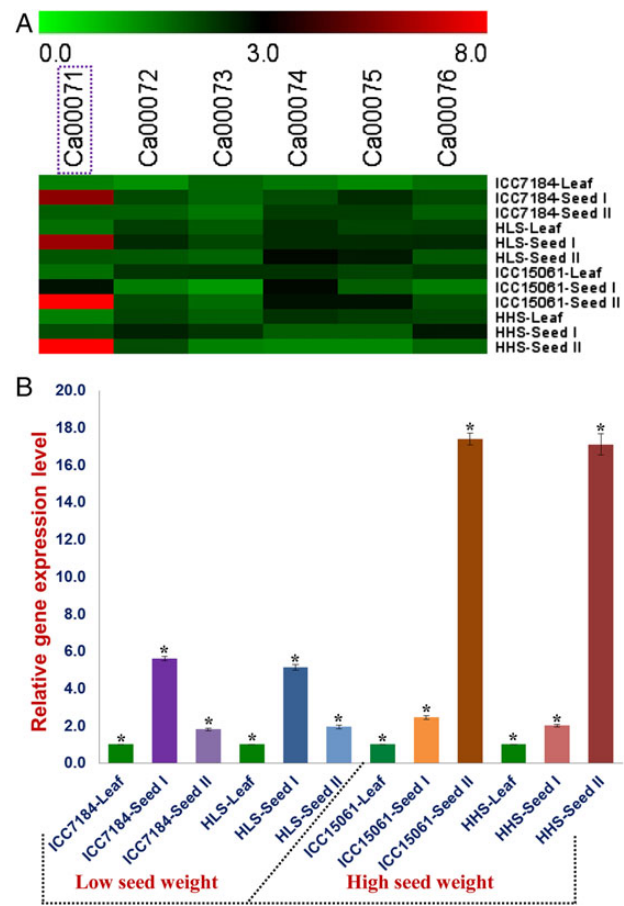 A
0.0 3.0 8.0
Ca00071 Ca00072 Ca00073 Ca00074 Ca00075 Ca00076
ICC7184-Leaf
ICC7184-Seed I
ICC7184-Seed II
HLS-Leaf
HLS-Seed I
HLS-Seed II
ICC15061-Leaf
ICC15061-Seed I
ICC15061-Seed II
HHS-Leaf
HHS-Seed I
HHS-Seed II
B
Relative gene expression level
20.0
18.0
16.0
14.0
12.0
10.0
8.0
6.0
4.0
2.0
0.0
* * * * * * * * * * * *
ICC7184-Leaf
ICC7184-Seed I
ICC7184-Seed II
HLS-Leaf
HLS-Seed I
HLS-Seed II
ICC15061-Leaf
ICC15061-Seed I
ICC15061-Seed II
HHS-Leaf
HHS-Seed I
HHS-Seed II
Low seed weight High seed weight